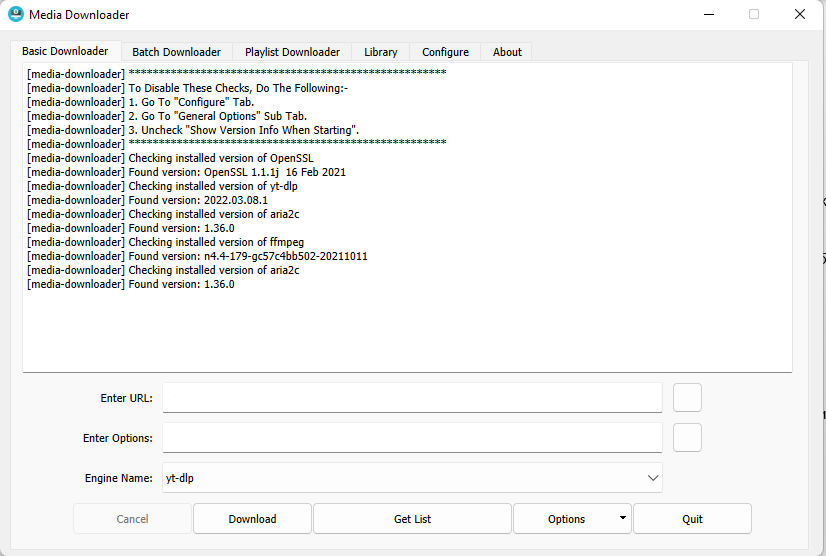 Media Downloader
Basic Downloader Batch Downloader Playlist Downloader Library Configure About
[media-downloader] *****************************************************
[media-downloader] To Disable These Checks, Do The Following:-
[media-downloader] 1. Go To "Configure" Tab.
[media-downloader] 2. Go To "General Options" Sub Tab.
[media-downloader] 3. Uncheck "Show Version Info When Starting".
[media-downloader] *****************************************************
[media-downloader] Checking installed version of OpenSSL
[media-downloader] Found version: OpenSSL 1.1.1j  16 Feb 2021
[media-downloader] Checking installed version of yt-dlp
[media-downloader] Found version: 2022.03.08.1
[media-downloader] Checking installed version of aria2c
[media-downloader] Found version: 1.36.0
[media-downloader] Checking installed version of ffmpeg
[media-downloader] Found version: n4.4-179-gc57c4bb502-20211011
[media-downloader] Checking installed version of aria2c
[media-downloader] Found version: 1.36.0
Enter URL:
Enter Options:
Engine Name: yt-dlp
Cancel Download Get List Options Quit